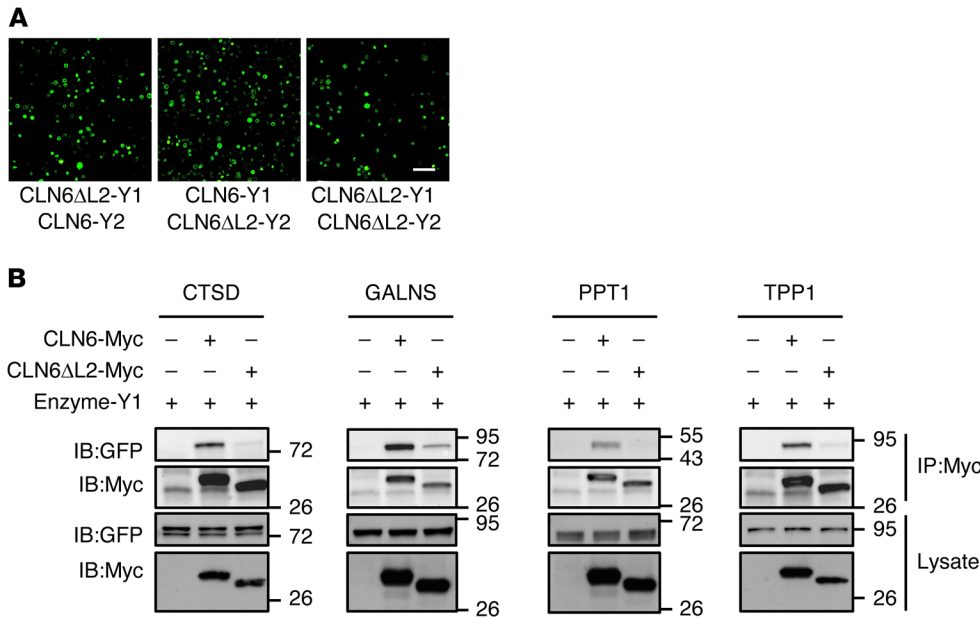 A
CLN6ΔL2-Y1 CLN6-Y1 CLN6ΔL2-Y1
CLN6-Y2 CLN6ΔL2-Y2 CLN6ΔL2-Y2
B
CTSD GALNS PPT1 TPP1
CLN6-Myc − + − − + − − + − − + −
CLN6ΔL2-Myc − − + − − + − − + − − +
Enzyme-Y1 + + + + + + + + + + + +
IB:GFP 72 95 72 55 43 95
IB:Myc 26 26 26 26
IP:Myc
IB:GFP 72 95 72 95
IB:Myc 26 26 26 26
Lysate